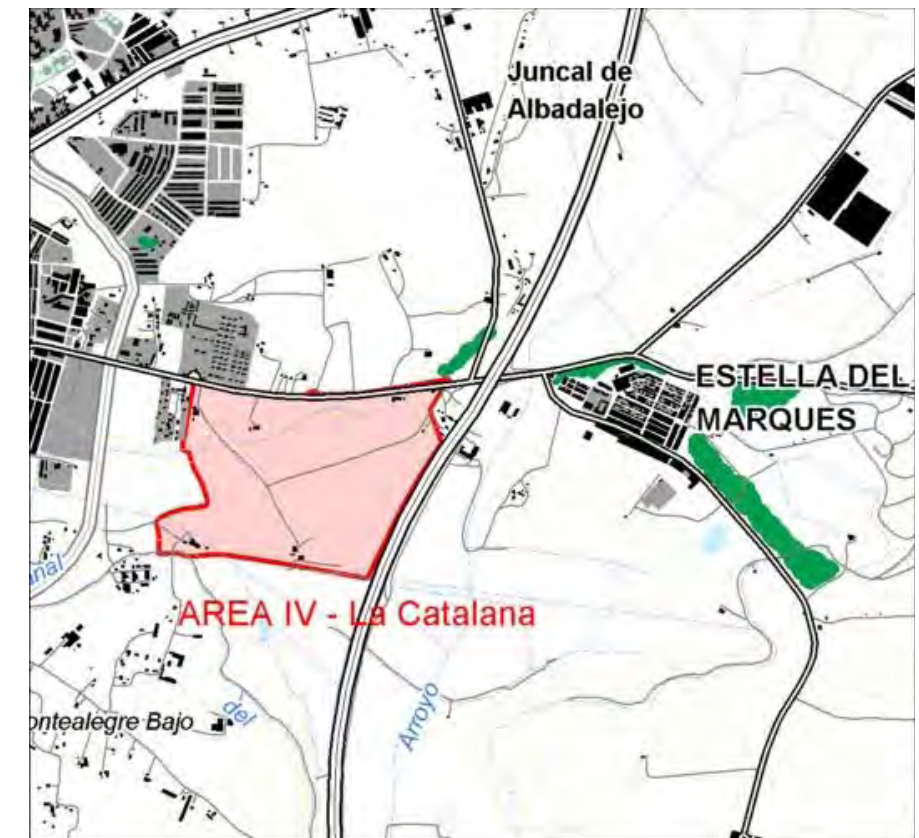 Juncal de
Albadalejo
ESTELLA DEL
MARQUES
anal
AREA IV - La Catalana
del
Arroyo
ontealegre Bajo